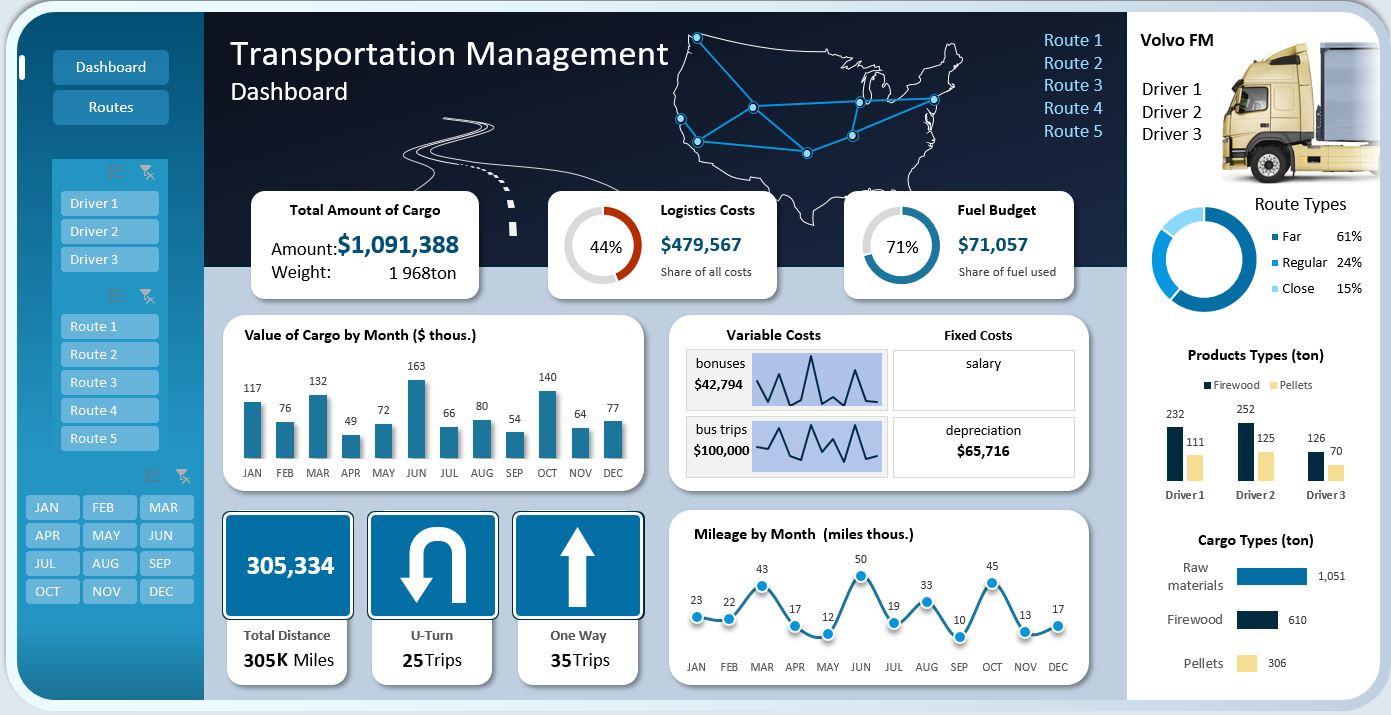 Dashboard
Routes
Driver 1
Driver 2
Driver 3
Route 1
Route 2
Route 3
Route 4
Route 5
JAN FEB MAR
APR MAY JUN
JUL AUG SEP
OCT NOV DEC
Transportation Management
Dashboard
Route 1
Route 2
Route 3
Route 4
Route 5
Total Amount of Cargo
Amount:$1,091,388
Weight: 1 968ton
44%
Logistics Costs
$479,567
Share of all costs
71%
Fuel Budget
$71,057
Share of fuel used
Value of Cargo by Month ($ thous.)
117 76 132 49 72 163 66 80 54 140 64 77
JAN FEB MAR APR MAY JUN JUL AUG SEP OCT NOV DEC
Variable Costs Fixed Costs
bonuses
$42,794
salary
bus trips
$100,000
depreciation
$65,716
305,334
Total Distance
305K Miles
U-Turn
25Trips
One Way
35Trips
Mileage by Month (miles thous.)
23 22 43 17 12 50 19 33 10 45 13 17
JAN FEB MAR APR MAY JUN JUL AUG SEP OCT NOV DEC
Volvo FM
Driver 1
Driver 2
Driver 3
Route Types
Far 61%
Regular 24%
Close 15%
Products Types (ton)
Firewood Pellets
232 111 252 125 126 70
Driver 1 Driver 2 Driver 3
Cargo Types (ton)
Raw
materials 1,051
Firewood 610
Pellets 306